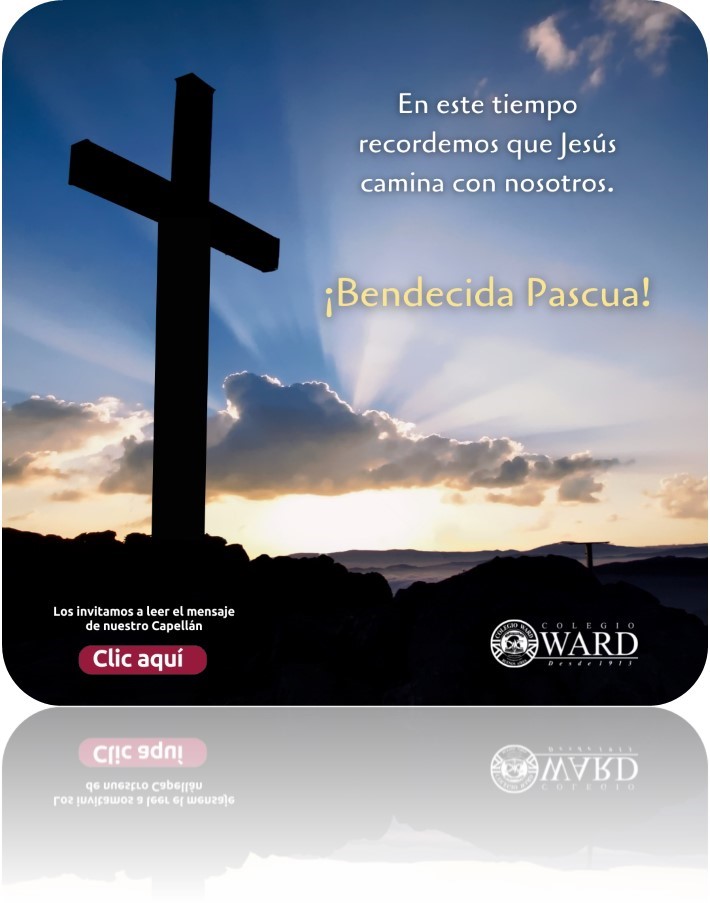 En este tiempo
recordemos que Jesús
camina con nosotros.
¡Bendecida Pascua!
Los invitamos a leer el mensaje
de nuestro Capellán
Clic aquí
COLEGIO
WARD
Desde 1913